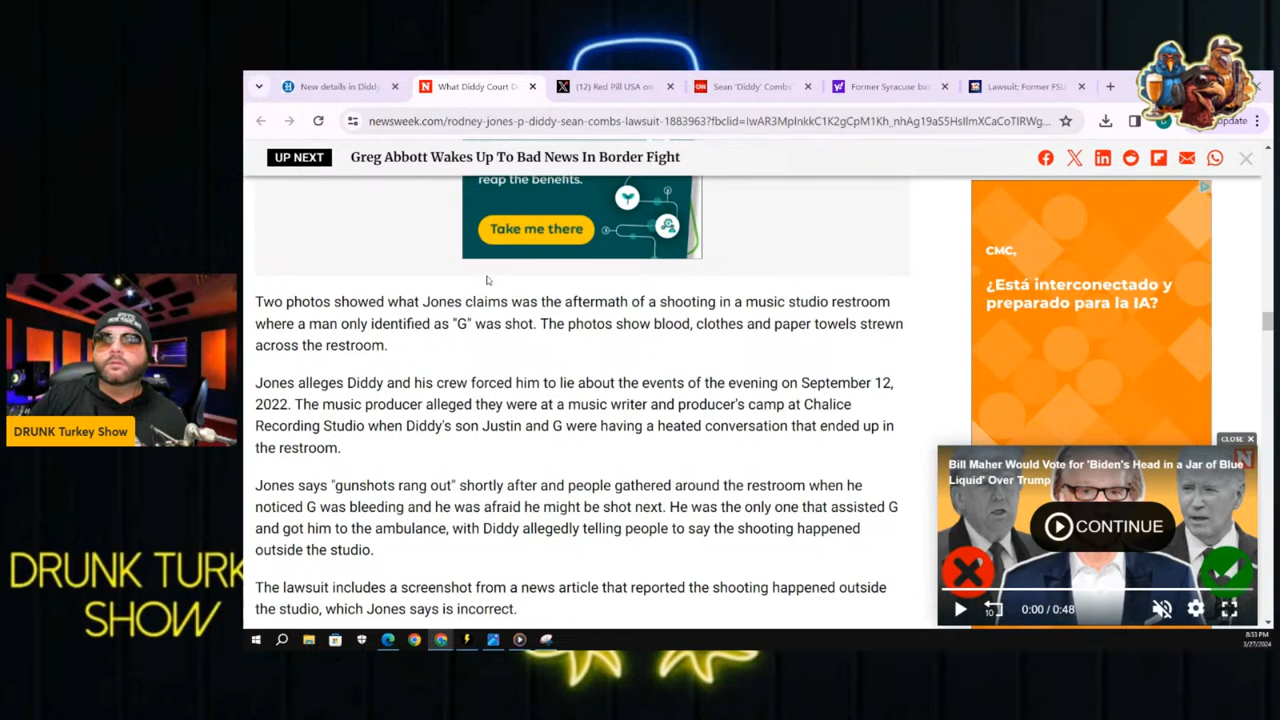 New details in Diddy
What Diddy Court D
(12) Red Pill USA on
Sean 'Diddy' Combs
Former Syracuse ba
Lawsuit: Former FSU
update
newsweek.com/rodney-jones-p-diddy-sean-combs-lawsuit-1883963?fbclid=
UP NEXT
Greg Abbott Wakes Up To Bad News In Border Fight
reap the benefits.
Take me there
CMC,
¿Está interconectado y
preparado para la IA?
Two photos showed what Jones claims was the aftermath of a shooting in a music studio restroom
where a man only identified as "G" was shot. The photos show blood, clothes and paper towels strewn
across the restroom.
Jones alleges Diddy and his crew forced him to lie about the events of the evening on September 12,
2022. The music producer alleged they were at a music writer and producer's camp at Chalice
Recording Studio when Diddy's son Justin and G were having a heated conversation that ended up in
the restroom.
Jones says "gunshots rang out" shortly after and people gathered around the restroom when he
noticed G was bleeding and he was afraid he might be shot next. He was the only one that assisted G
and got him to the ambulance, with Diddy allegedly telling people to say the shooting happened
outside the studio.
The lawsuit includes a screenshot from a news article that reported the shooting happened outside
the studio, which Jones says is incorrect.
CLOSE X
Bill Maher Would Vote for 'Biden's Head in a Jar of Blue
Liquid' Over Trump
N
CONTINUE
10
0:00 / 0:48
8:33 PM
3/27/2024
DRUNK Turkey Show
DRUNK TURK
SHOW